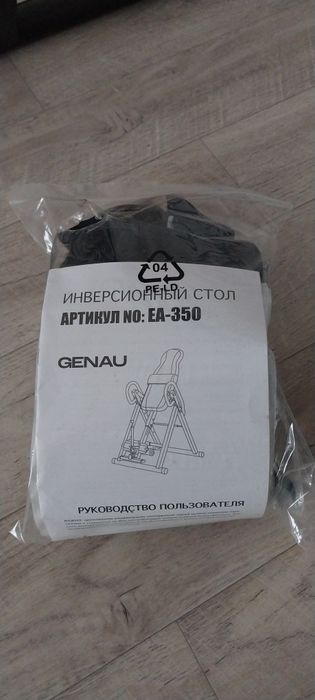 04
PE-LD
ИНВЕРСИОННЫЙ СТОЛ
АРТИКУЛ NO: EA-350
GENAU
РУКОВОДСТВО ПОЛЬЗОВАТЕЛЯ